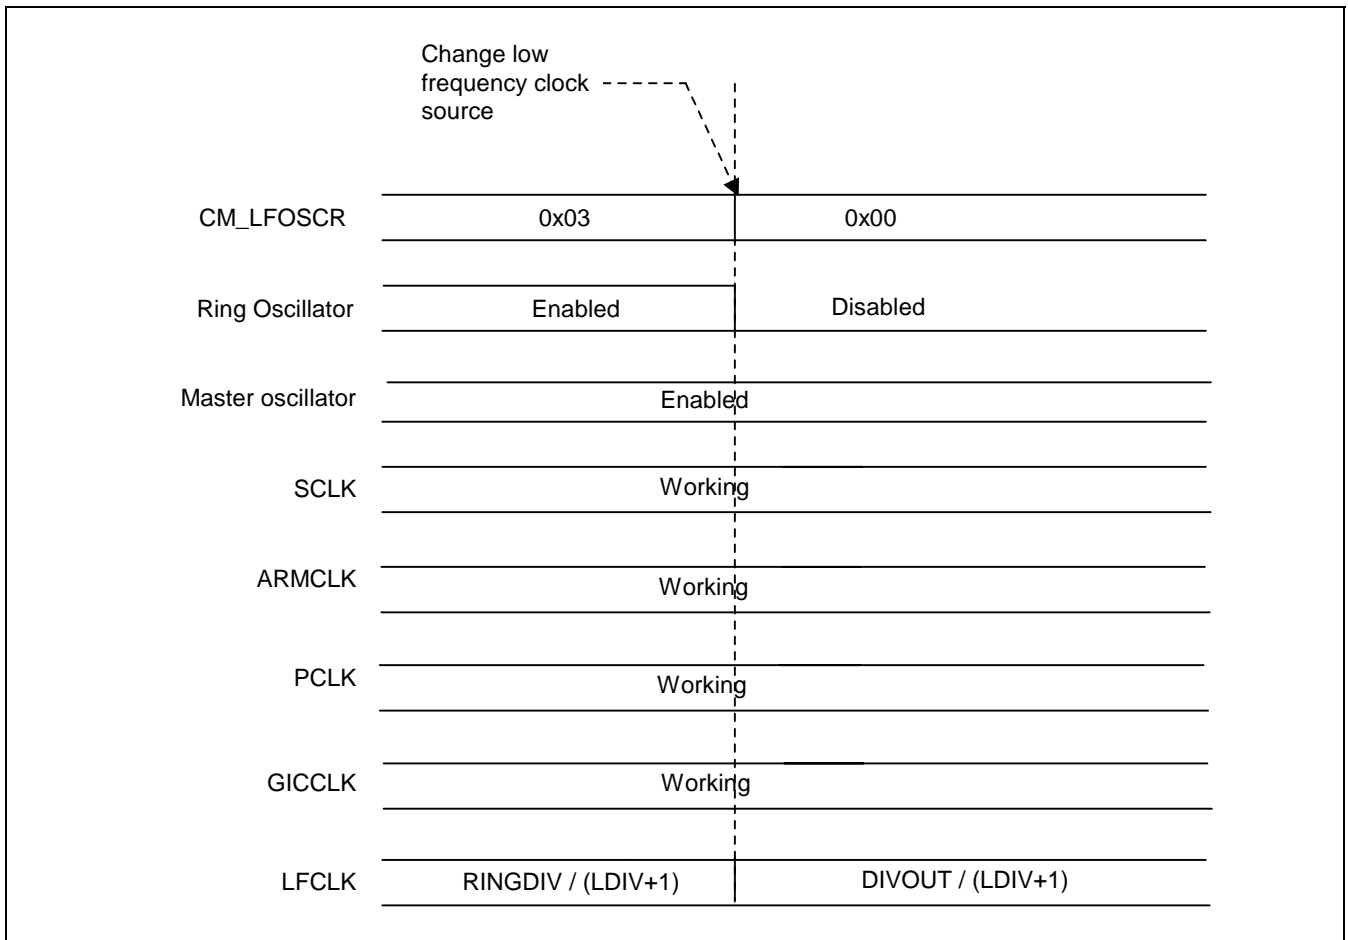 Change low
frequency clock
source
CM_LFOSCR 0x03 0x00
Ring Oscillator Enabled Disabled
Master oscillator Enabled
SCLK Working
ARMCLK Working
PCLK Working
GICCLK Working
LFCLK RINGDIV / (LDIV+1) DIVOUT / (LDIV+1)